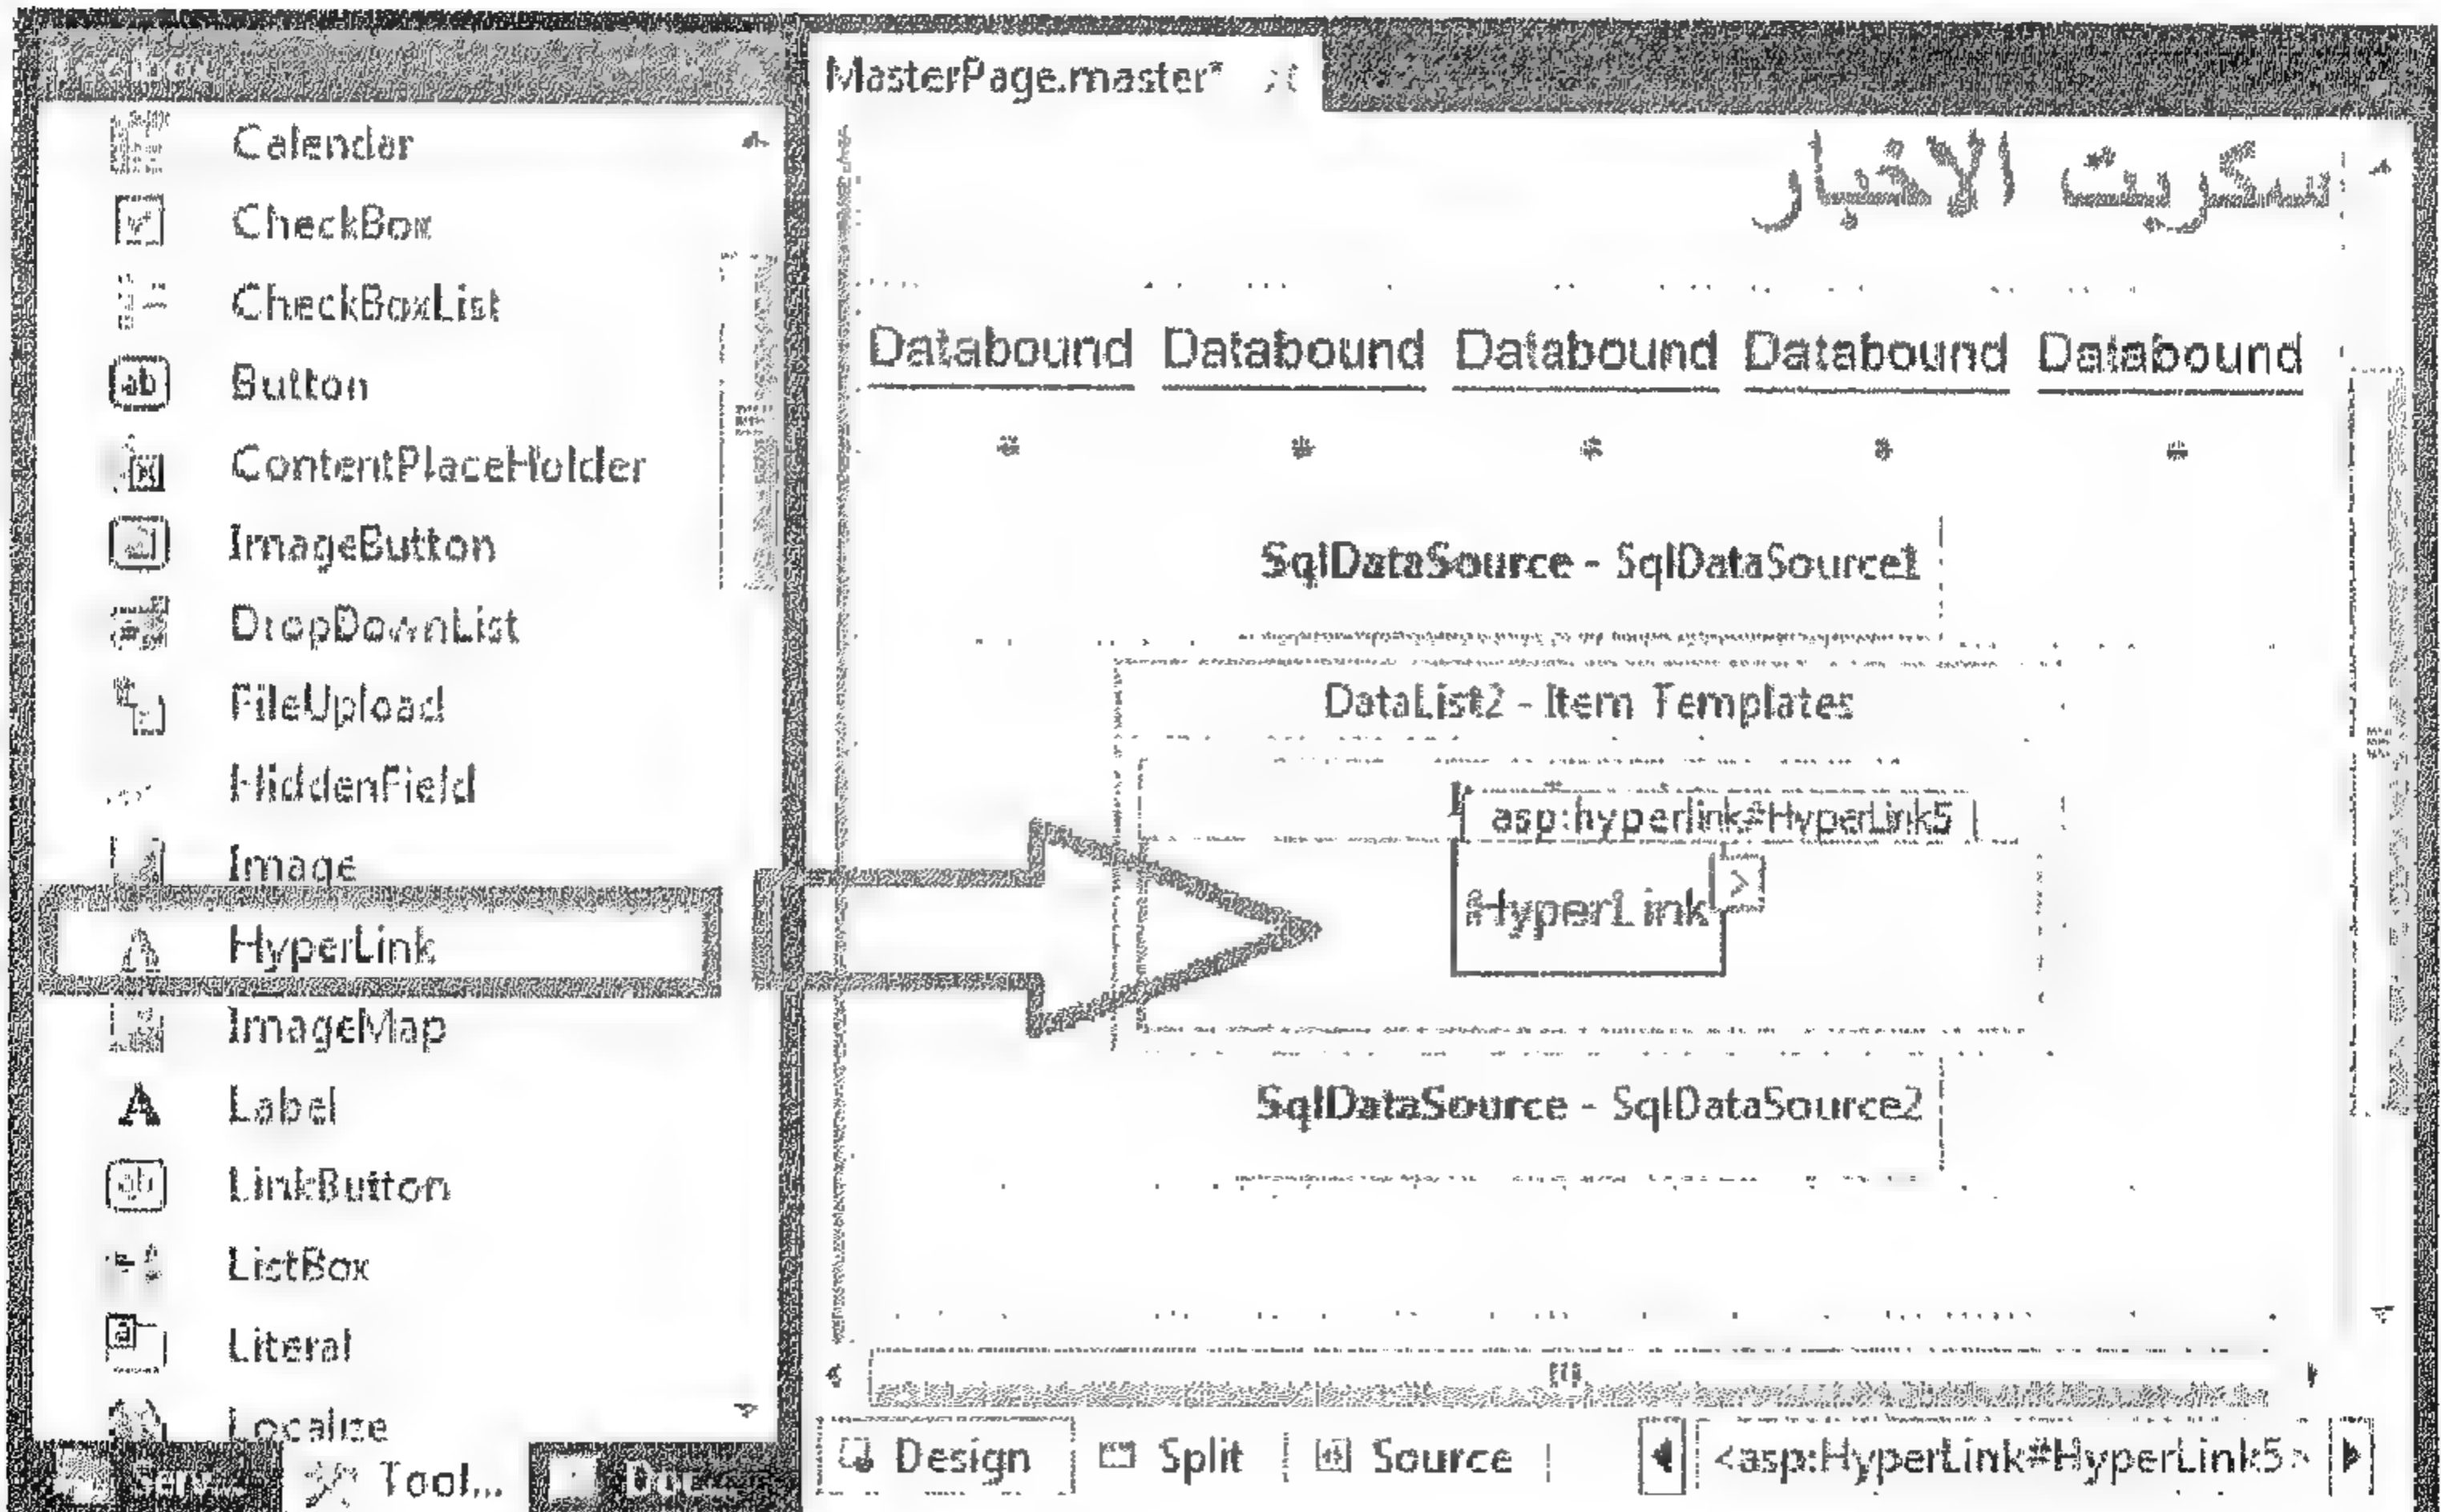 Toolbox
Calendar
CheckBox
CheckBoxList
Button
ContentPlaceHolder
ImageButton
DropDownList
FileUpload
HiddenField
Image
HyperLink
ImageMap
Label
LinkButton
ListBox
Literal
Localize
Serv...
Tool...
MasterPage.master*
سكريت الاخبار
Databound Databound Databound Databound Databound
* * * * *
SqlDataSource - SqlDataSource1
DataList2 - Item Templates
asp:hyperlink#HyperLink5
HyperLink
SqlDataSource - SqlDataSource2
Design Split Source <asp:HyperLink#HyperLink5>